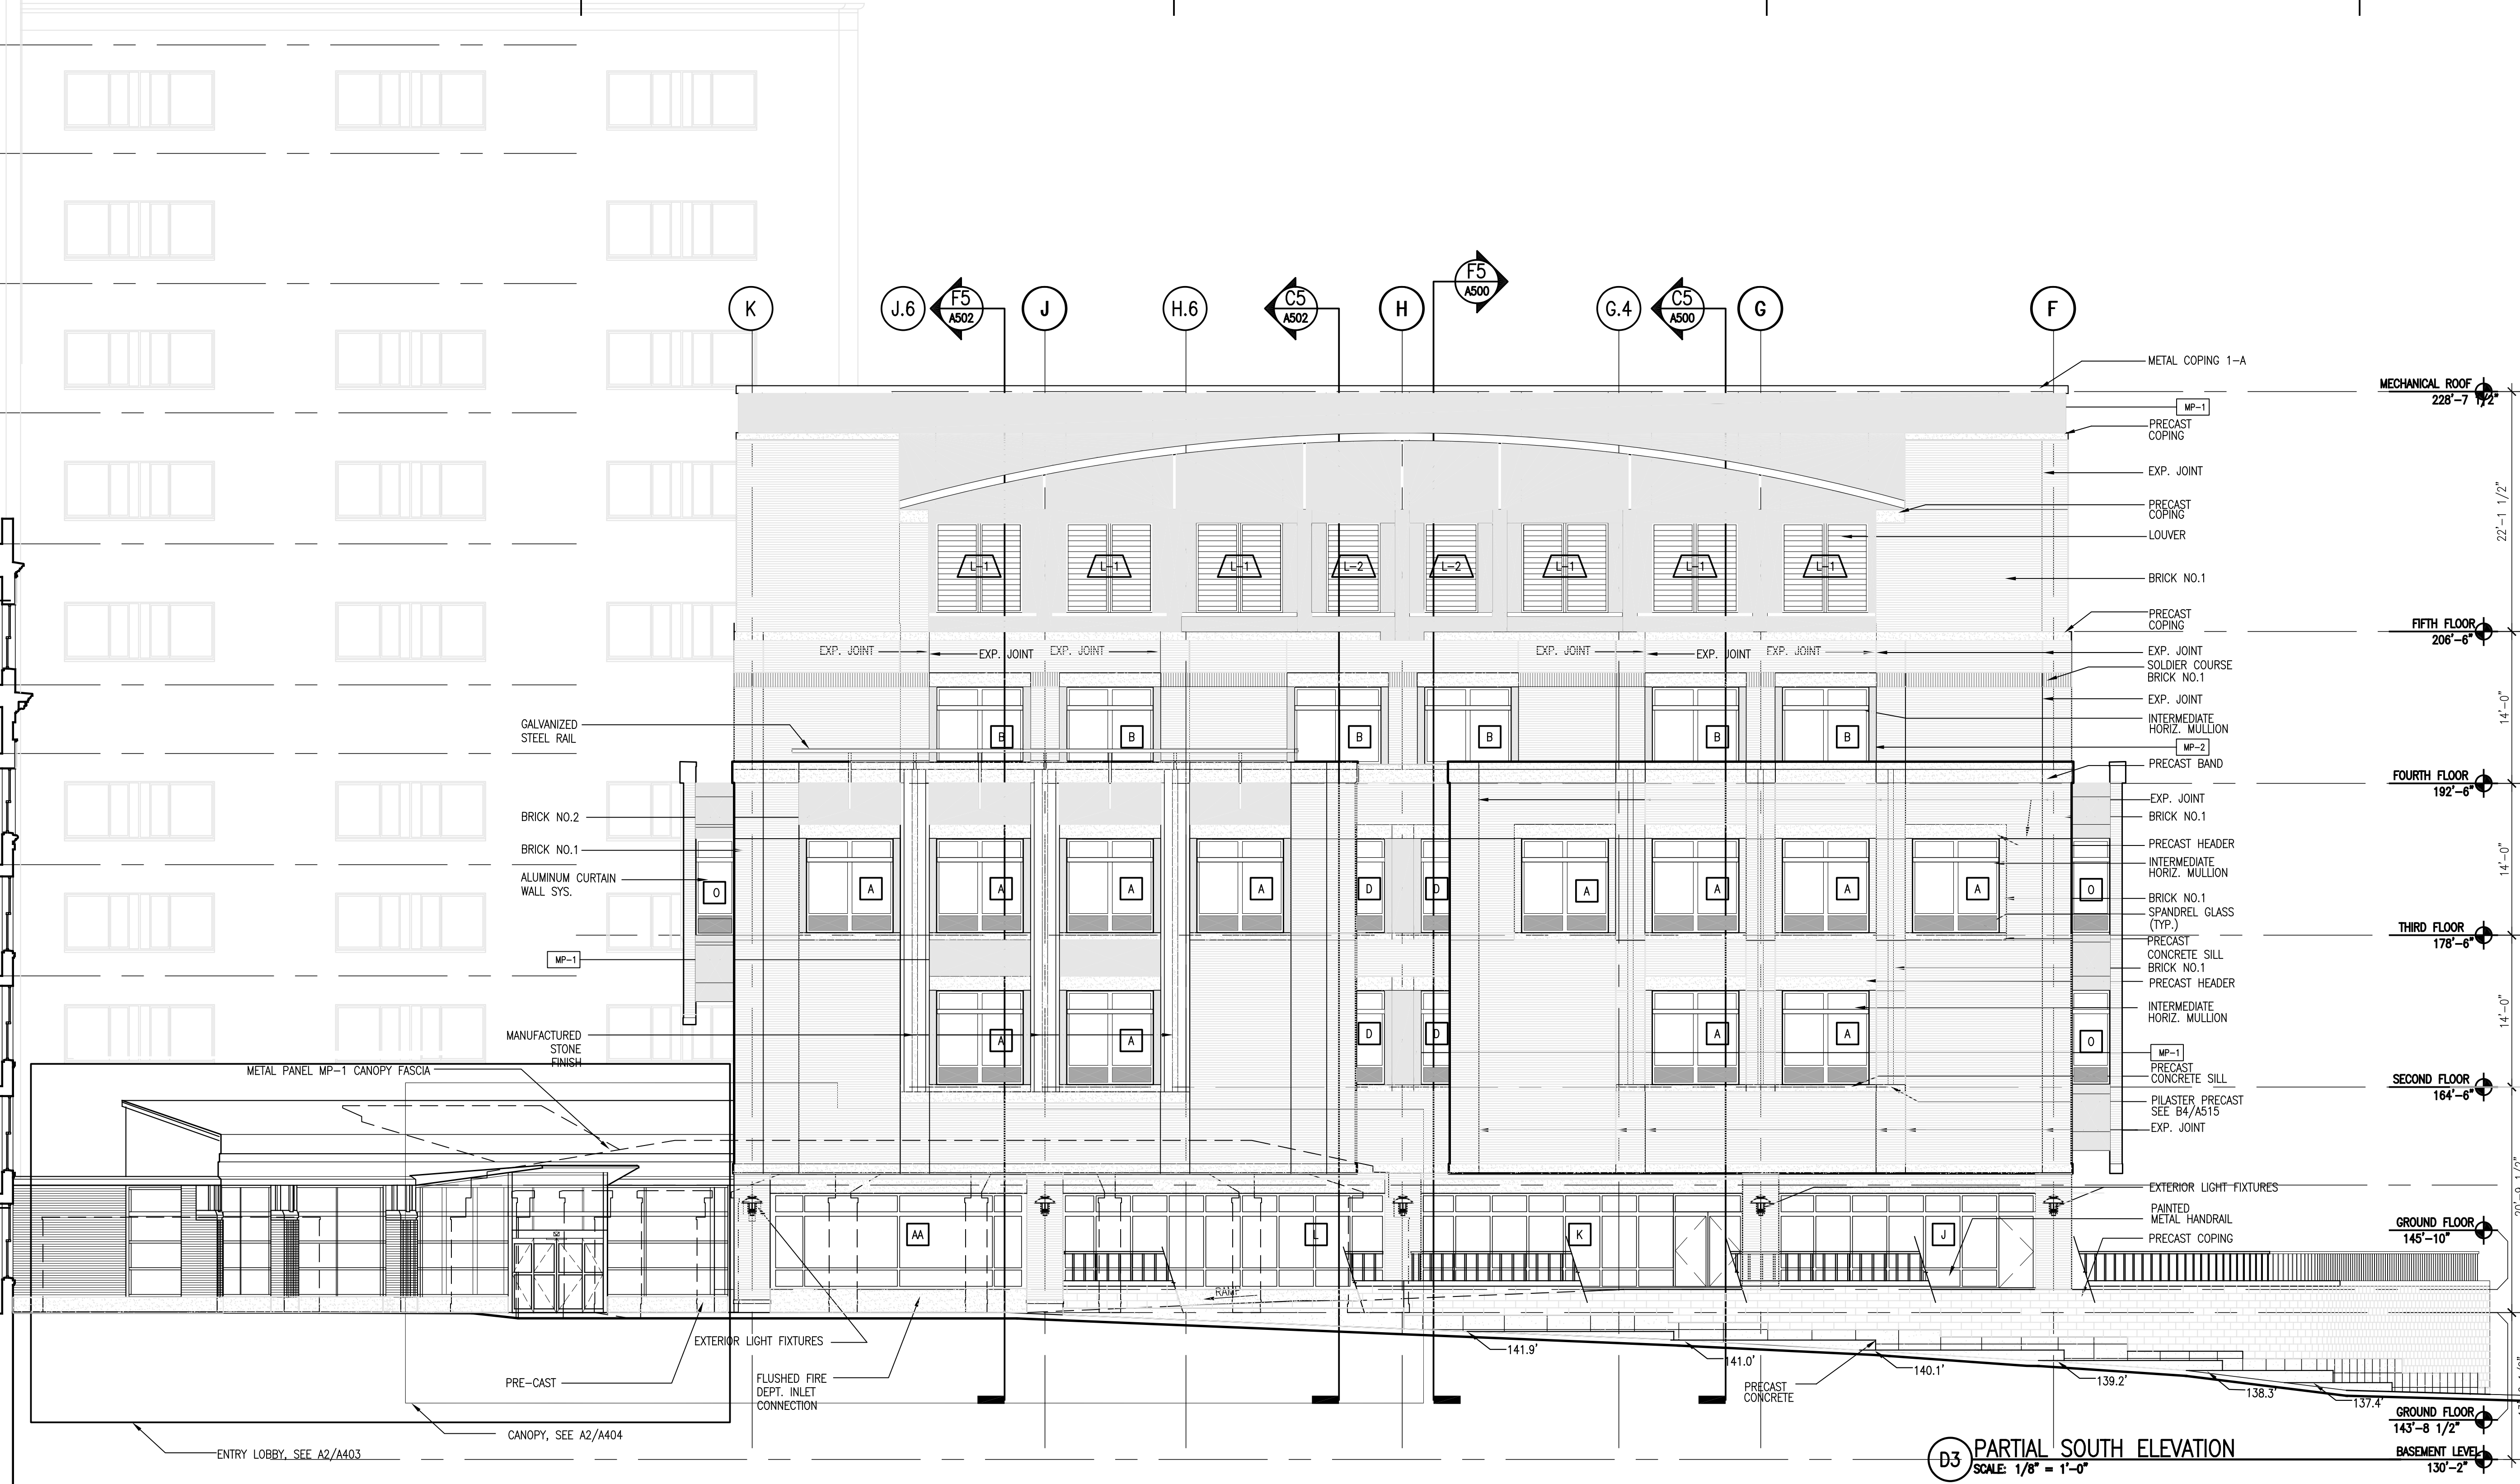 K
J.6
F5
A502
J
H.6
C5
A502
H
F5
A500
G.4
C5
A500
G
F
METAL COPING 1-A
MECHANICAL ROOF
228'-7 1/2"
MP-1
PRECAST
COPING
EXP. JOINT
PRECAST
COPING
22'-1 1/2"
LOUVER
L-1
L-1
L-1
L-2
L-2
L-1
L-1
L-1
BRICK NO.1
PRECAST
COPING
FIFTH FLOOR
206'-6"
EXP. JOINT
EXP. JOINT
EXP. JOINT
EXP. JOINT
EXP. JOINT
EXP. JOINT
EXP. JOINT
SOLDIER COURSE
BRICK NO.1
EXP. JOINT
14'-0"
GALVANIZED
STEEL RAIL
B
B
B
B
B
B
INTERMEDIATE
HORIZ. MULLION
MP-2
PRECAST BAND
FOURTH FLOOR
192'-6"
EXP. JOINT
BRICK NO.2
BRICK NO.1
BRICK NO.1
PRECAST HEADER
14'-0"
INTERMEDIATE
HORIZ. MULLION
ALUMINUM CURTAIN
WALL SYS.
O
A
A
A
A
D
D
A
A
A
A
O
BRICK NO.1
SPANDREL GLASS
(TYP.)
THIRD FLOOR
178'-6"
PRECAST
CONCRETE SILL
MP-1
BRICK NO.1
PRECAST HEADER
INTERMEDIATE
HORIZ. MULLION
14'-0"
MANUFACTURED
STONE
FINISH
A
A
D
D
A
A
O
MP-1
PRECAST
CONCRETE SILL
METAL PANEL MP-1 CANOPY FASCIA
SECOND FLOOR
164'-6"
PILASTER PRECAST
SEE B4/A515
EXP. JOINT
20'-9 1/2"
EXTERIOR LIGHT FIXTURES
PAINTED
METAL HANDRAIL
AA
L
K
J
GROUND FLOOR
145'-10"
PRECAST COPING
RAMP
EXTERIOR LIGHT FIXTURES
141.9'
141.0'
140.1'
139.2'
138.3'
137.4'
PRE-CAST
FLUSHED FIRE
DEPT. INLET
CONNECTION
PRECAST
CONCRETE
GROUND FLOOR
143'-8 1/2"
CANOPY, SEE A2/A404
ENTRY LOBBY, SEE A2/A403
D3
PARTIAL SOUTH ELEVATION
SCALE: 1/8" = 1'-0"
BASEMENT LEVEL
130'-2"